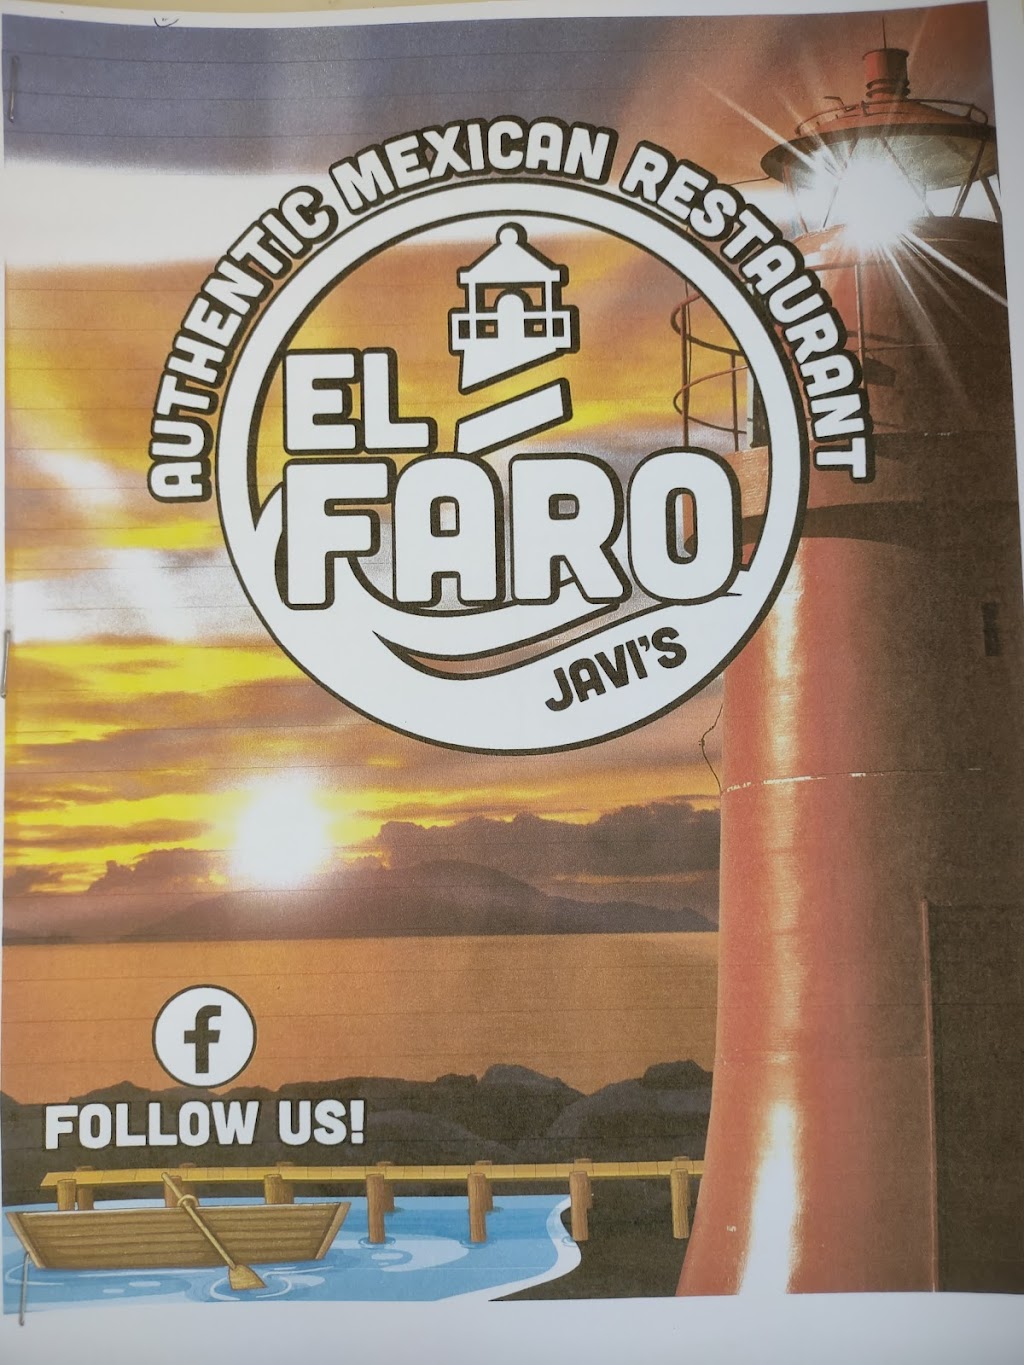 AUTHENTIC MEXICAN RESTAURANT
EL
FARO
JAVI'S
f
FOLLOW US!